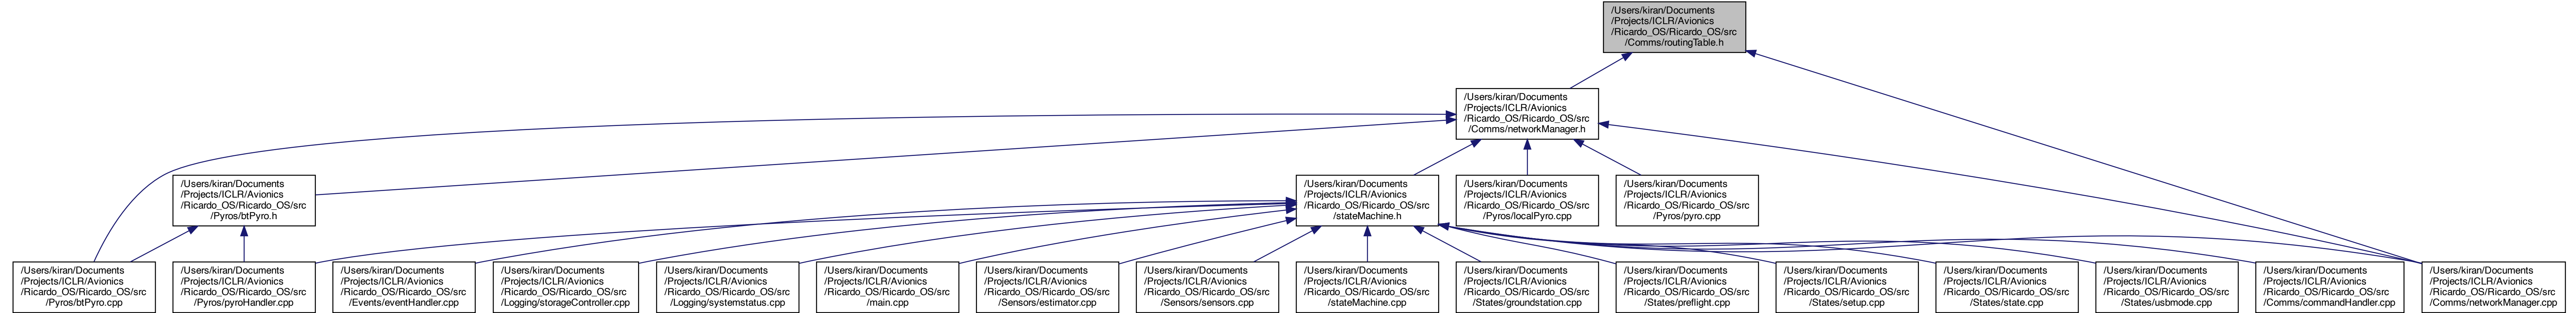 /Users/kiran/Documents
/Projects/ICLR/Avionics
/Ricardo_OS/Ricardo_OS/src
/Comms/routingTable.h
/Users/kiran/Documents
/Projects/ICLR/Avionics
/Ricardo_OS/Ricardo_OS/src
/Comms/networkManager.h
/Users/kiran/Documents
/Projects/ICLR/Avionics
/Ricardo_OS/Ricardo_OS/src
/Pyros/btPyro.h
/Users/kiran/Documents
/Projects/ICLR/Avionics
/Ricardo_OS/Ricardo_OS/src
/stateMachine.h
/Users/kiran/Documents
/Projects/ICLR/Avionics
/Ricardo_OS/Ricardo_OS/src
/Pyros/localPyro.cpp
/Users/kiran/Documents
/Projects/ICLR/Avionics
/Ricardo_OS/Ricardo_OS/src
/Pyros/pyro.cpp
/Users/kiran/Documents
/Projects/ICLR/Avionics
/Ricardo_OS/Ricardo_OS/src
/Pyros/btPyro.cpp
/Users/kiran/Documents
/Projects/ICLR/Avionics
/Ricardo_OS/Ricardo_OS/src
/Pyro/pyroHandler.cpp
/Users/kiran/Documents
/Projects/ICLR/Avionics
/Ricardo_OS/Ricardo_OS/src
/Events/eventHandler.cpp
/Users/kiran/Documents
/Projects/ICLR/Avionics
/Ricardo_OS/Ricardo_OS/src
/Logging/storageController.cpp
/Users/kiran/Documents
/Projects/ICLR/Avionics
/Ricardo_OS/Ricardo_OS/src
/Logging/systemstatus.cpp
/Users/kiran/Documents
/Projects/ICLR/Avionics
/Ricardo_OS/Ricardo_OS/src
/main.cpp
/Users/kiran/Documents
/Projects/ICLR/Avionics
/Ricardo_OS/Ricardo_OS/src
/Sensors/estimator.cpp
/Users/kiran/Documents
/Projects/ICLR/Avionics
/Ricardo_OS/Ricardo_OS/src
/Sensors/sensors.cpp
/Users/kiran/Documents
/Projects/ICLR/Avionics
/Ricardo_OS/Ricardo_OS/src
/stateMachine.cpp
/Users/kiran/Documents
/Projects/ICLR/Avionics
/Ricardo_OS/Ricardo_OS/src
/States/groundstation.cpp
/Users/kiran/Documents
/Projects/ICLR/Avionics
/Ricardo_OS/Ricardo_OS/src
/States/preflight.cpp
/Users/kiran/Documents
/Projects/ICLR/Avionics
/Ricardo_OS/Ricardo_OS/src
/States/setup.cpp
/Users/kiran/Documents
/Projects/ICLR/Avionics
/Ricardo_OS/Ricardo_OS/src
/States/state.cpp
/Users/kiran/Documents
/Projects/ICLR/Avionics
/Ricardo_OS/Ricardo_OS/src
/States/usbmode.cpp
/Users/kiran/Documents
/Projects/ICLR/Avionics
/Ricardo_OS/Ricardo_OS/src
/Comms/commandHandler.cpp
/Users/kiran/Documents
/Projects/ICLR/Avionics
/Ricardo_OS/Ricardo_OS/src
/Comms/networkManager.cpp